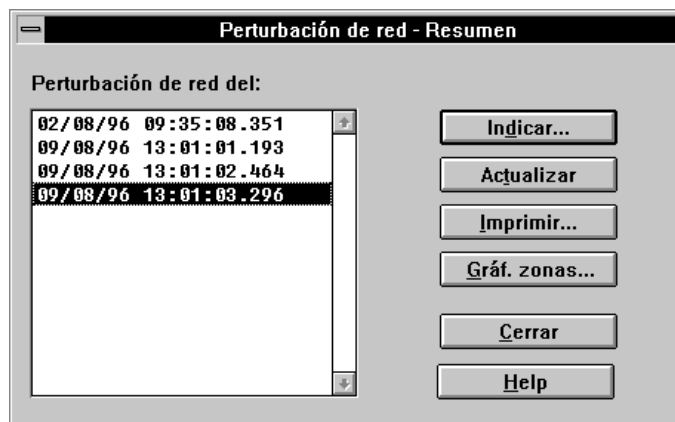 Perturbación de red - Resumen
Perturbación de red del:
02/08/96 09:35:08.351
09/08/96 13:01:01.193
09/08/96 13:01:02.464
09/08/96 13:01:03.296
Indicar...
Actualizar
Imprimir...
Gráf. zonas...
Cerrar
Help